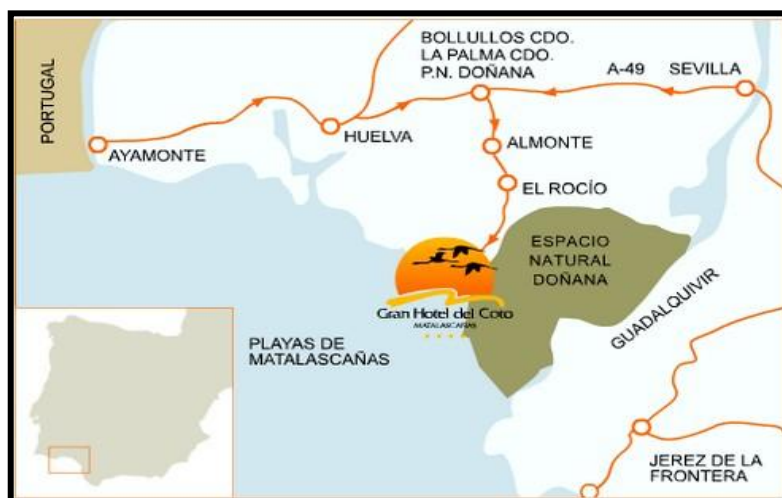 BOLLULLOS CDO.
LA PALMA CDO.
P.N. DOÑANA
A-49
SEVILLA
PORTUGAL
HUELVA
AYAMONTE
ALMONTE
EL ROCÍO
ESPACIO
NATURAL
DOÑANA
GUADALQUIVIR
Gran Hotel del Coto
MATALASCAÑAS
PLAYAS DE
MATALASCAÑAS
JEREZ DE LA
FRONTERA